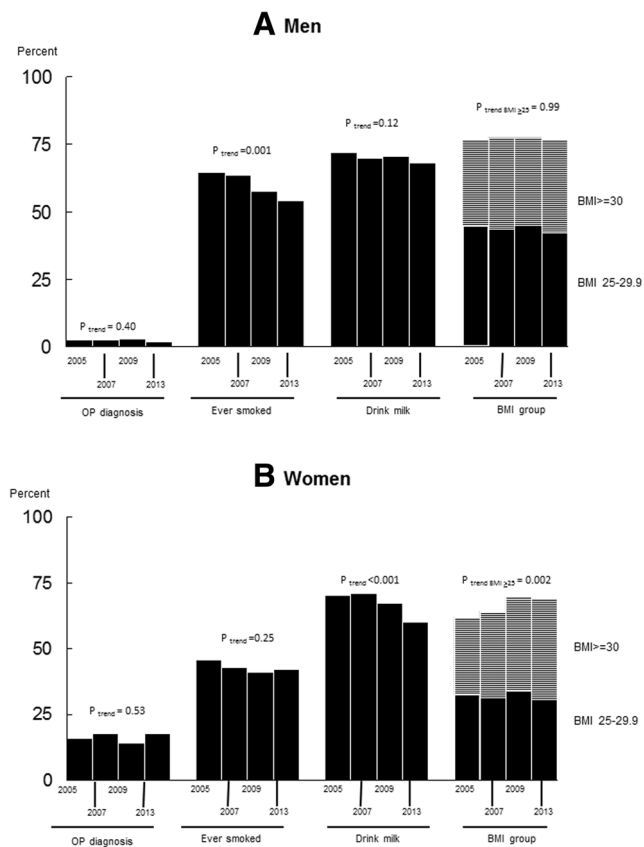 A Men
Percent
100
P trend BMI ≥25 = 0.99
P trend =0.12
P trend =0.001
75
BMI>=30
50
BMI 25-29.9
25
P trend = 0.40
0
2005 2009 2005 2009 2005 2009 2005 2009
2007 2013 2007 2013 2007 2013 2007 2013
OP diagnosis Ever smoked Drink milk BMI group
B Women
Percent
100
P trend <0.001 P trend BMI ≥25 = 0.002
75
P trend =0.25
BMI>=30
50
P trend = 0.53
BMI 25-29.9
25
0
2005 2009 2005 2009 2005 2009 2005 2009
2007 2013 2007 2013 2007 2013 2007 2013
OP diagnosis Ever smoked Drink milk BMI group